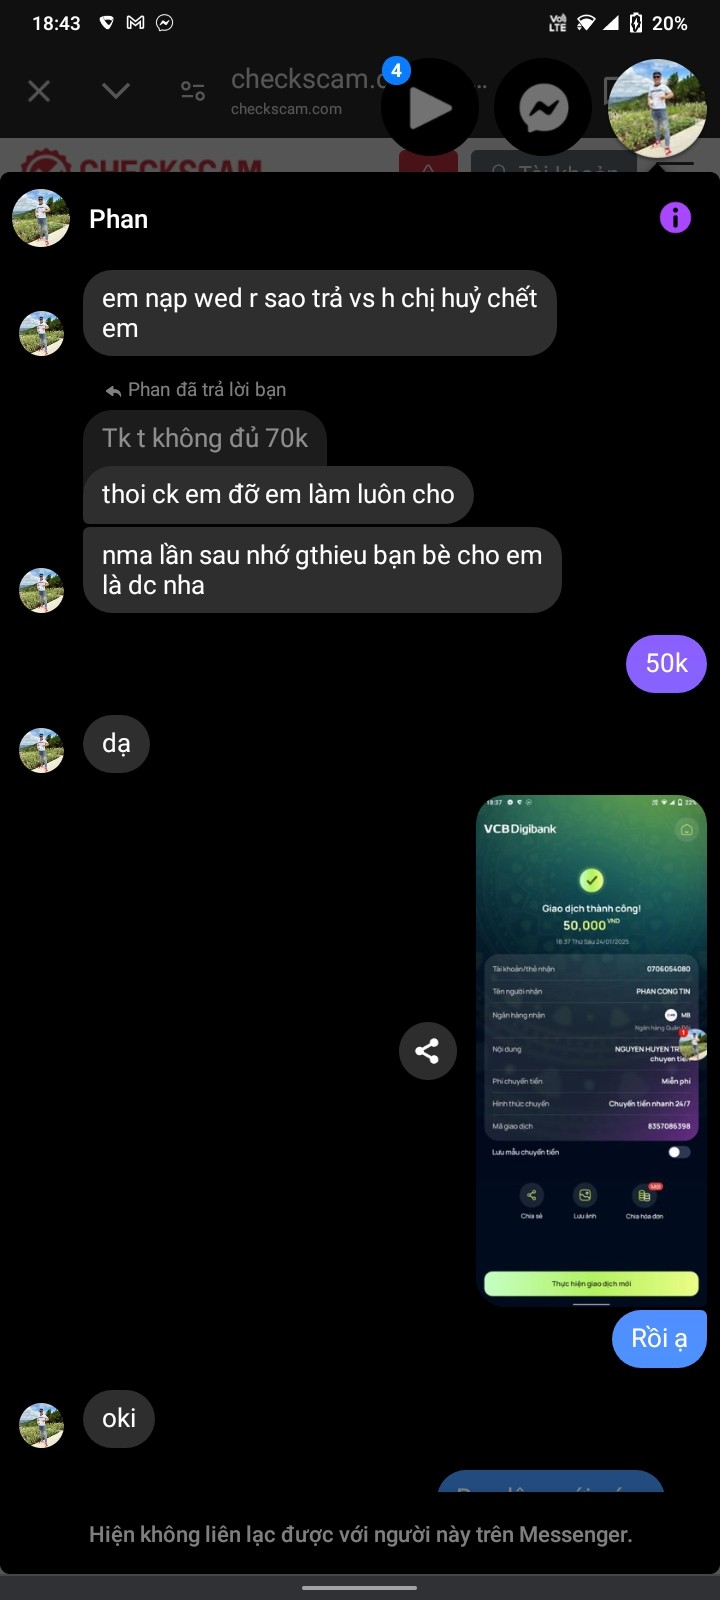 18:43
VoLTE
20%
checkscam.c
4
checkscam.com
CHECKSCAM
Tài khoản
Phan
em nạp wed r sao trả vs h chị huỷ chết
em
Phan đã trả lời bạn
Tk t không đủ 70k
thoi ck em đỡ em làm luôn cho
nma lần sau nhớ gthieu bạn bè cho em
là dc nha
50k
dạ
18:37
22%
VCB Digibank
Giao dịch thành công!
50,000 VND
18:37 Thứ Sáu 24/01/2025
Tài khoản/thẻ nhận 0706054080
Tên người nhận PHAN CONG TIN
Ngân hàng nhận MB
Ngân hàng Quân Đội
1
Nội dung NGUYEN HUYEN TR
chuyen tien
Phí chuyển tiền Miễn phí
Hình thức chuyển Chuyển tiền nhanh 24/7
Mã giao dịch 8357086398
Lưu mẫu chuyển tiền
Mới
Chia sẻ Lưu ảnh Chia hóa đơn
Thực hiện giao dịch mới
Rồi ạ
oki
Hiện không liên lạc được với người này trên Messenger.